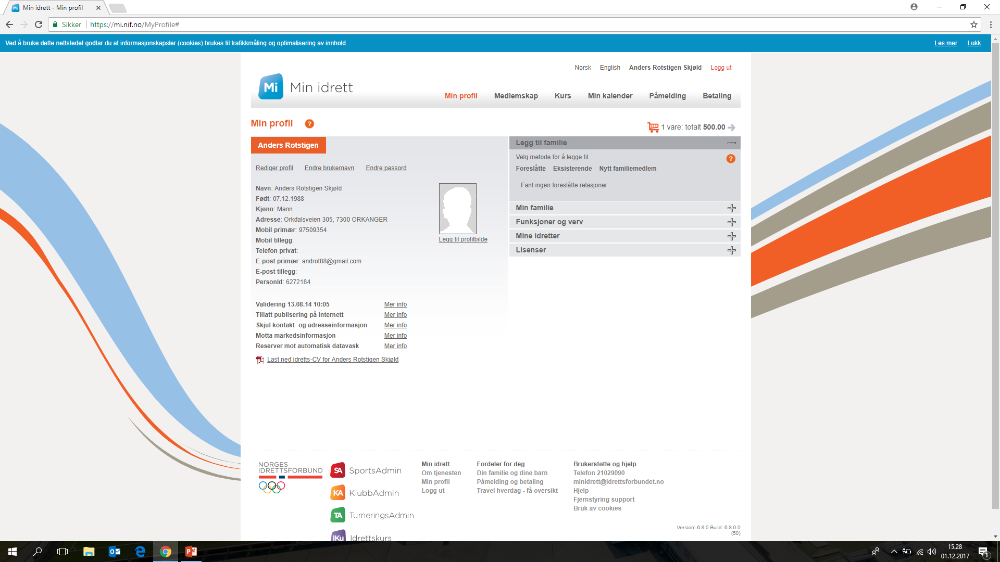 Min idrett - Min profil
Sikker https://mi.nif.no/MyProfile#
Ved å bruke dette nettstedet godtar du at informasjonskapsler (cookies) brukes til trafikkmåling og optimalisering av innhold. Les mer Lukk
Norsk English Anders Rotstigen Skjøld Logg ut
Mi Min idrett
Min profil Medlemskap Kurs Min kalender Påmelding Betaling
Min profil ?
1 vare: totalt 500.00
Anders Rotstigen
Rediger profil Endre brukernavn Endre passord
Navn: Anders Rotstigen Skjøld
Født: 07.12.1988
Kjønn: Mann
Adresse: Orkdalsveien 305, 7300 ORKANGER
Mobil primær: 97509354
Mobil tillegg:
Telefon privat:
E-post primær: androt88@gmail.com
E-post tillegg:
PersonId: 6272184
Legg til profilbilde
Validering 13.08.14 10:05 Mer info
Tillatt publisering på internett Mer info
Skjul kontakt- og adresseinformasjon Mer info
Motta markedsinformasjon Mer info
Reserver mot automatisk datavask Mer info
Last ned idretts-CV for Anders Rotstigen Skjøld
Legg til familie
Velg metode for å legge til ?
Foreslåtte Eksisterende Nytt familiemedlem
Fant ingen foreslåtte relasjoner
Min familie
Funksjoner og verv
Mine idretter
Lisenser
NORGES
IDRETTSFORBUND
SA SportsAdmin
KA KlubbAdmin
TA TurneringsAdmin
IKu Idrettskurs
Min idrett
Om tjenesten
Min profil
Logg ut
Fordeler for deg
Din familie og dine barn
Påmelding og betaling
Travel hverdag - få oversikt
Brukerstøtte og hjelp
Telefon 21029090
minidrett@idrettsforbundet.no
Hjelp
Fjernstyring support
Bruk av cookies
Version: 6.8.0 Build: 6.8.0.0
(50)
15.28
01.12.2017
1